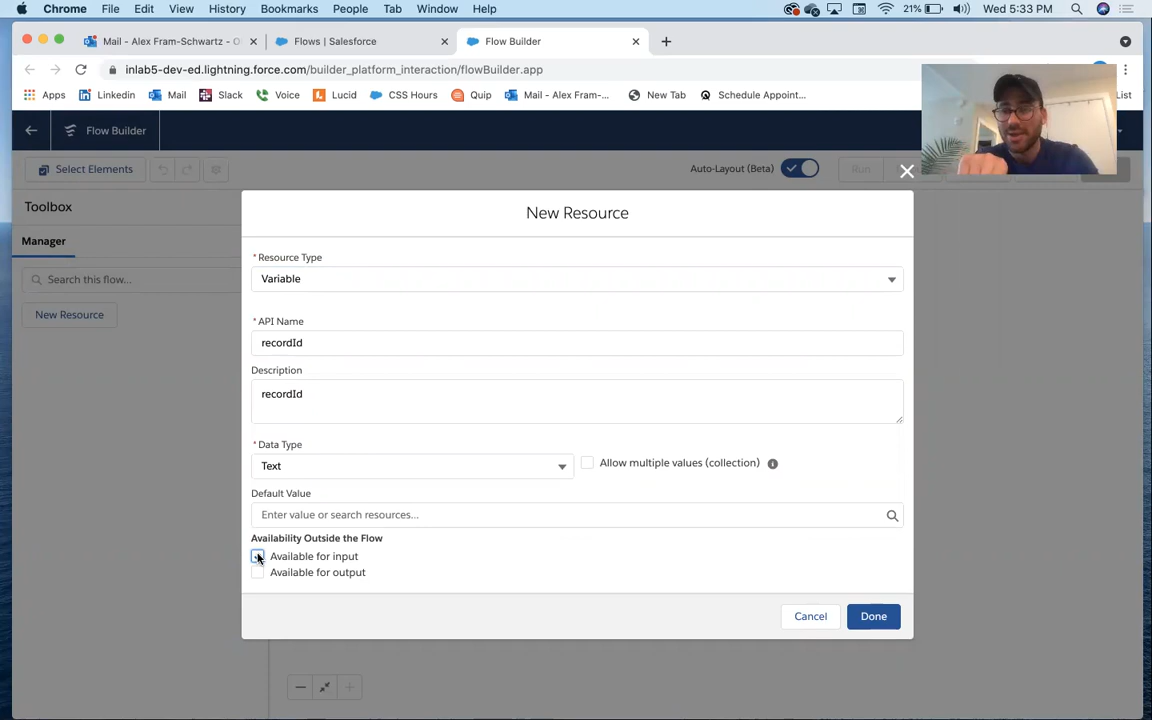 Chrome File Edit View History Bookmarks People Tab Window Help 21% Wed 5:33 PM
Mail - Alex Fram-Schwartz - O Flows | Salesforce Flow Builder
inlab5-dev-ed.lightning.force.com/builder_platform_interaction/flowBuilder.app
Apps Linkedin Mail Slack Voice Lucid CSS Hours Quip Mail - Alex Fram-... New Tab Schedule Appoint... List
Flow Builder
Select Elements Auto-Layout (Beta) Run
Toolbox
New Resource
Manager
* Resource Type
Search this flow... Variable
New Resource
* API Name
recordId
Description
recordId
* Data Type
Text Allow multiple values (collection)
Default Value
Enter value or search resources...
Availability Outside the Flow
Available for input
Available for output
Cancel Done